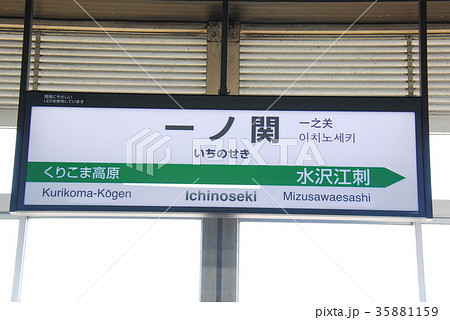 環境にやさしい
LEDを使用しています
一ノ関
一之关
이치노세키
いちのせき
くりこま高原
水沢江刺
Kurikoma-Kōgen
Ichinoseki
Mizusawaesashi
PIXTA
pixta.jp - 35881159